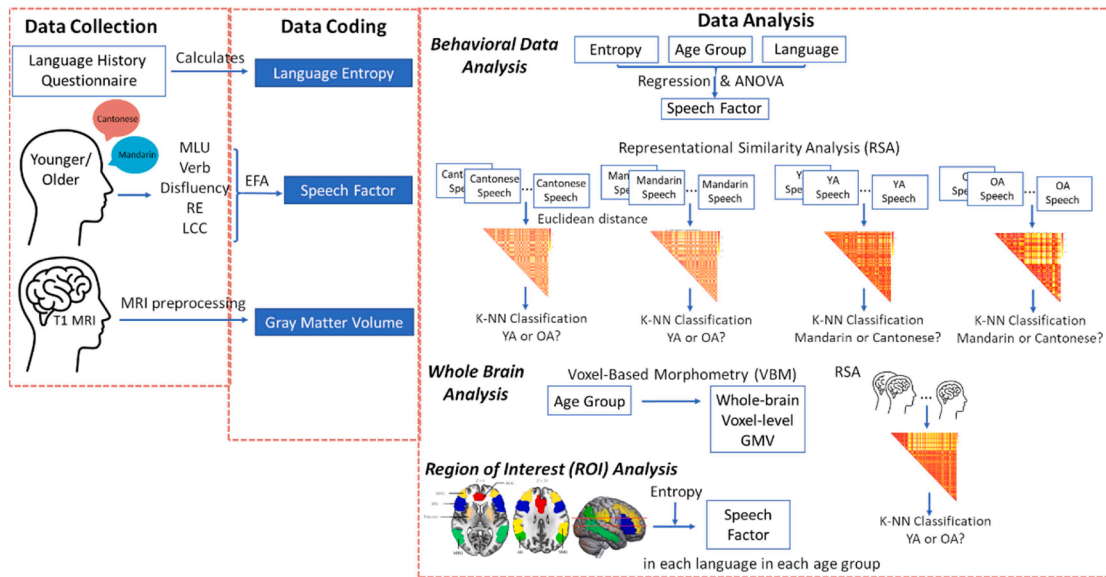 Data Collection
Language History
Questionnaire
Cantonese
Mandarin
Younger/
Older
MLU
Verb
Disfluency
RE
LCC
T1 MRI
Calculates
EFA
MRI preprocessing
Data Coding
Language Entropy
Speech Factor
Gray Matter Volume
Data Analysis
Behavioral Data
Analysis
Entropy
Age Group
Language
Regression & ANOVA
Speech Factor
Representational Similarity Analysis (RSA)
Cantonese
Speech
...
Cantonese
Speech
Mandarin
Speech
...
Mandarin
Speech
YA
Speech
...
YA
Speech
OA
Speech
...
OA
Speech
Euclidean distance
K-NN Classification
YA or OA?
K-NN Classification
YA or OA?
K-NN Classification
Mandarin or Cantonese?
K-NN Classification
Mandarin or Cantonese?
Whole Brain
Analysis
Voxel-Based Morphometry (VBM)
Age Group
Whole-brain
Voxel-level
GMV
RSA
...
K-NN Classification
YA or OA?
Region of Interest (ROI) Analysis
Entropy
Speech
Factor
in each language in each age group